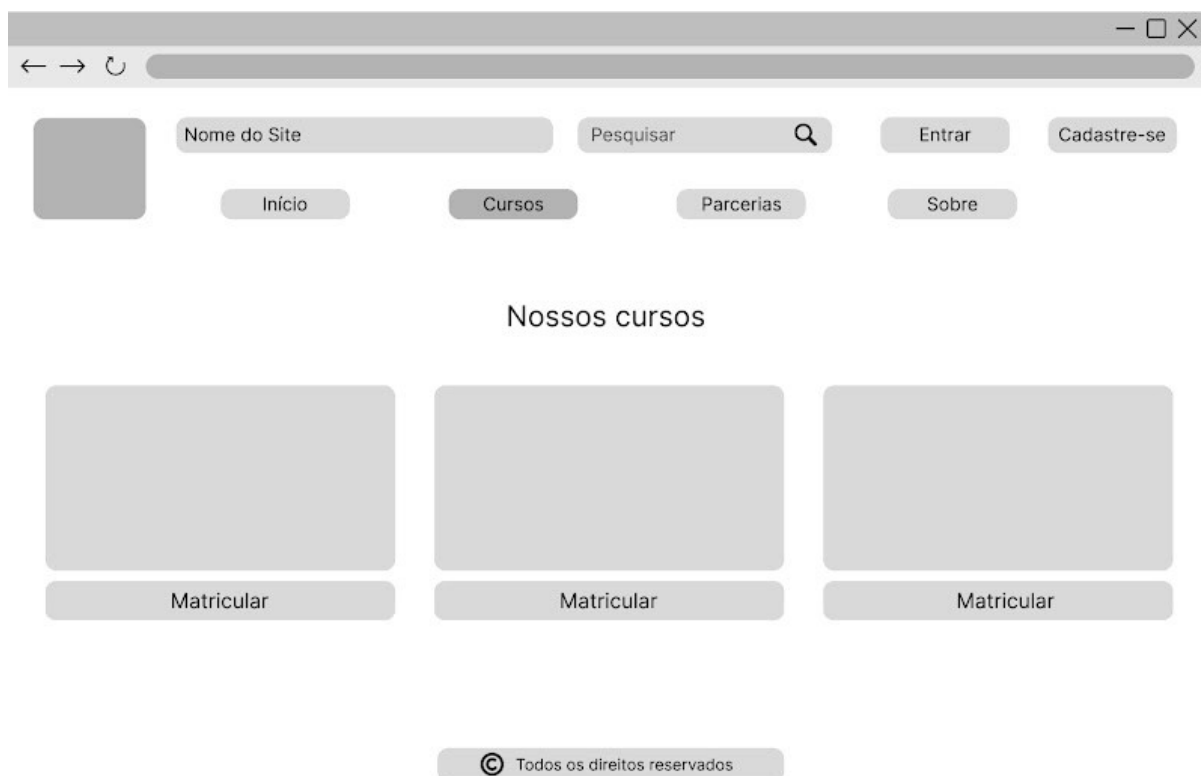 Nome do Site
Pesquisar
Entrar
Cadastre-se
Início
Cursos
Parcerias
Sobre
Nossos cursos
Matricular
Matricular
Matricular
© Todos os direitos reservados